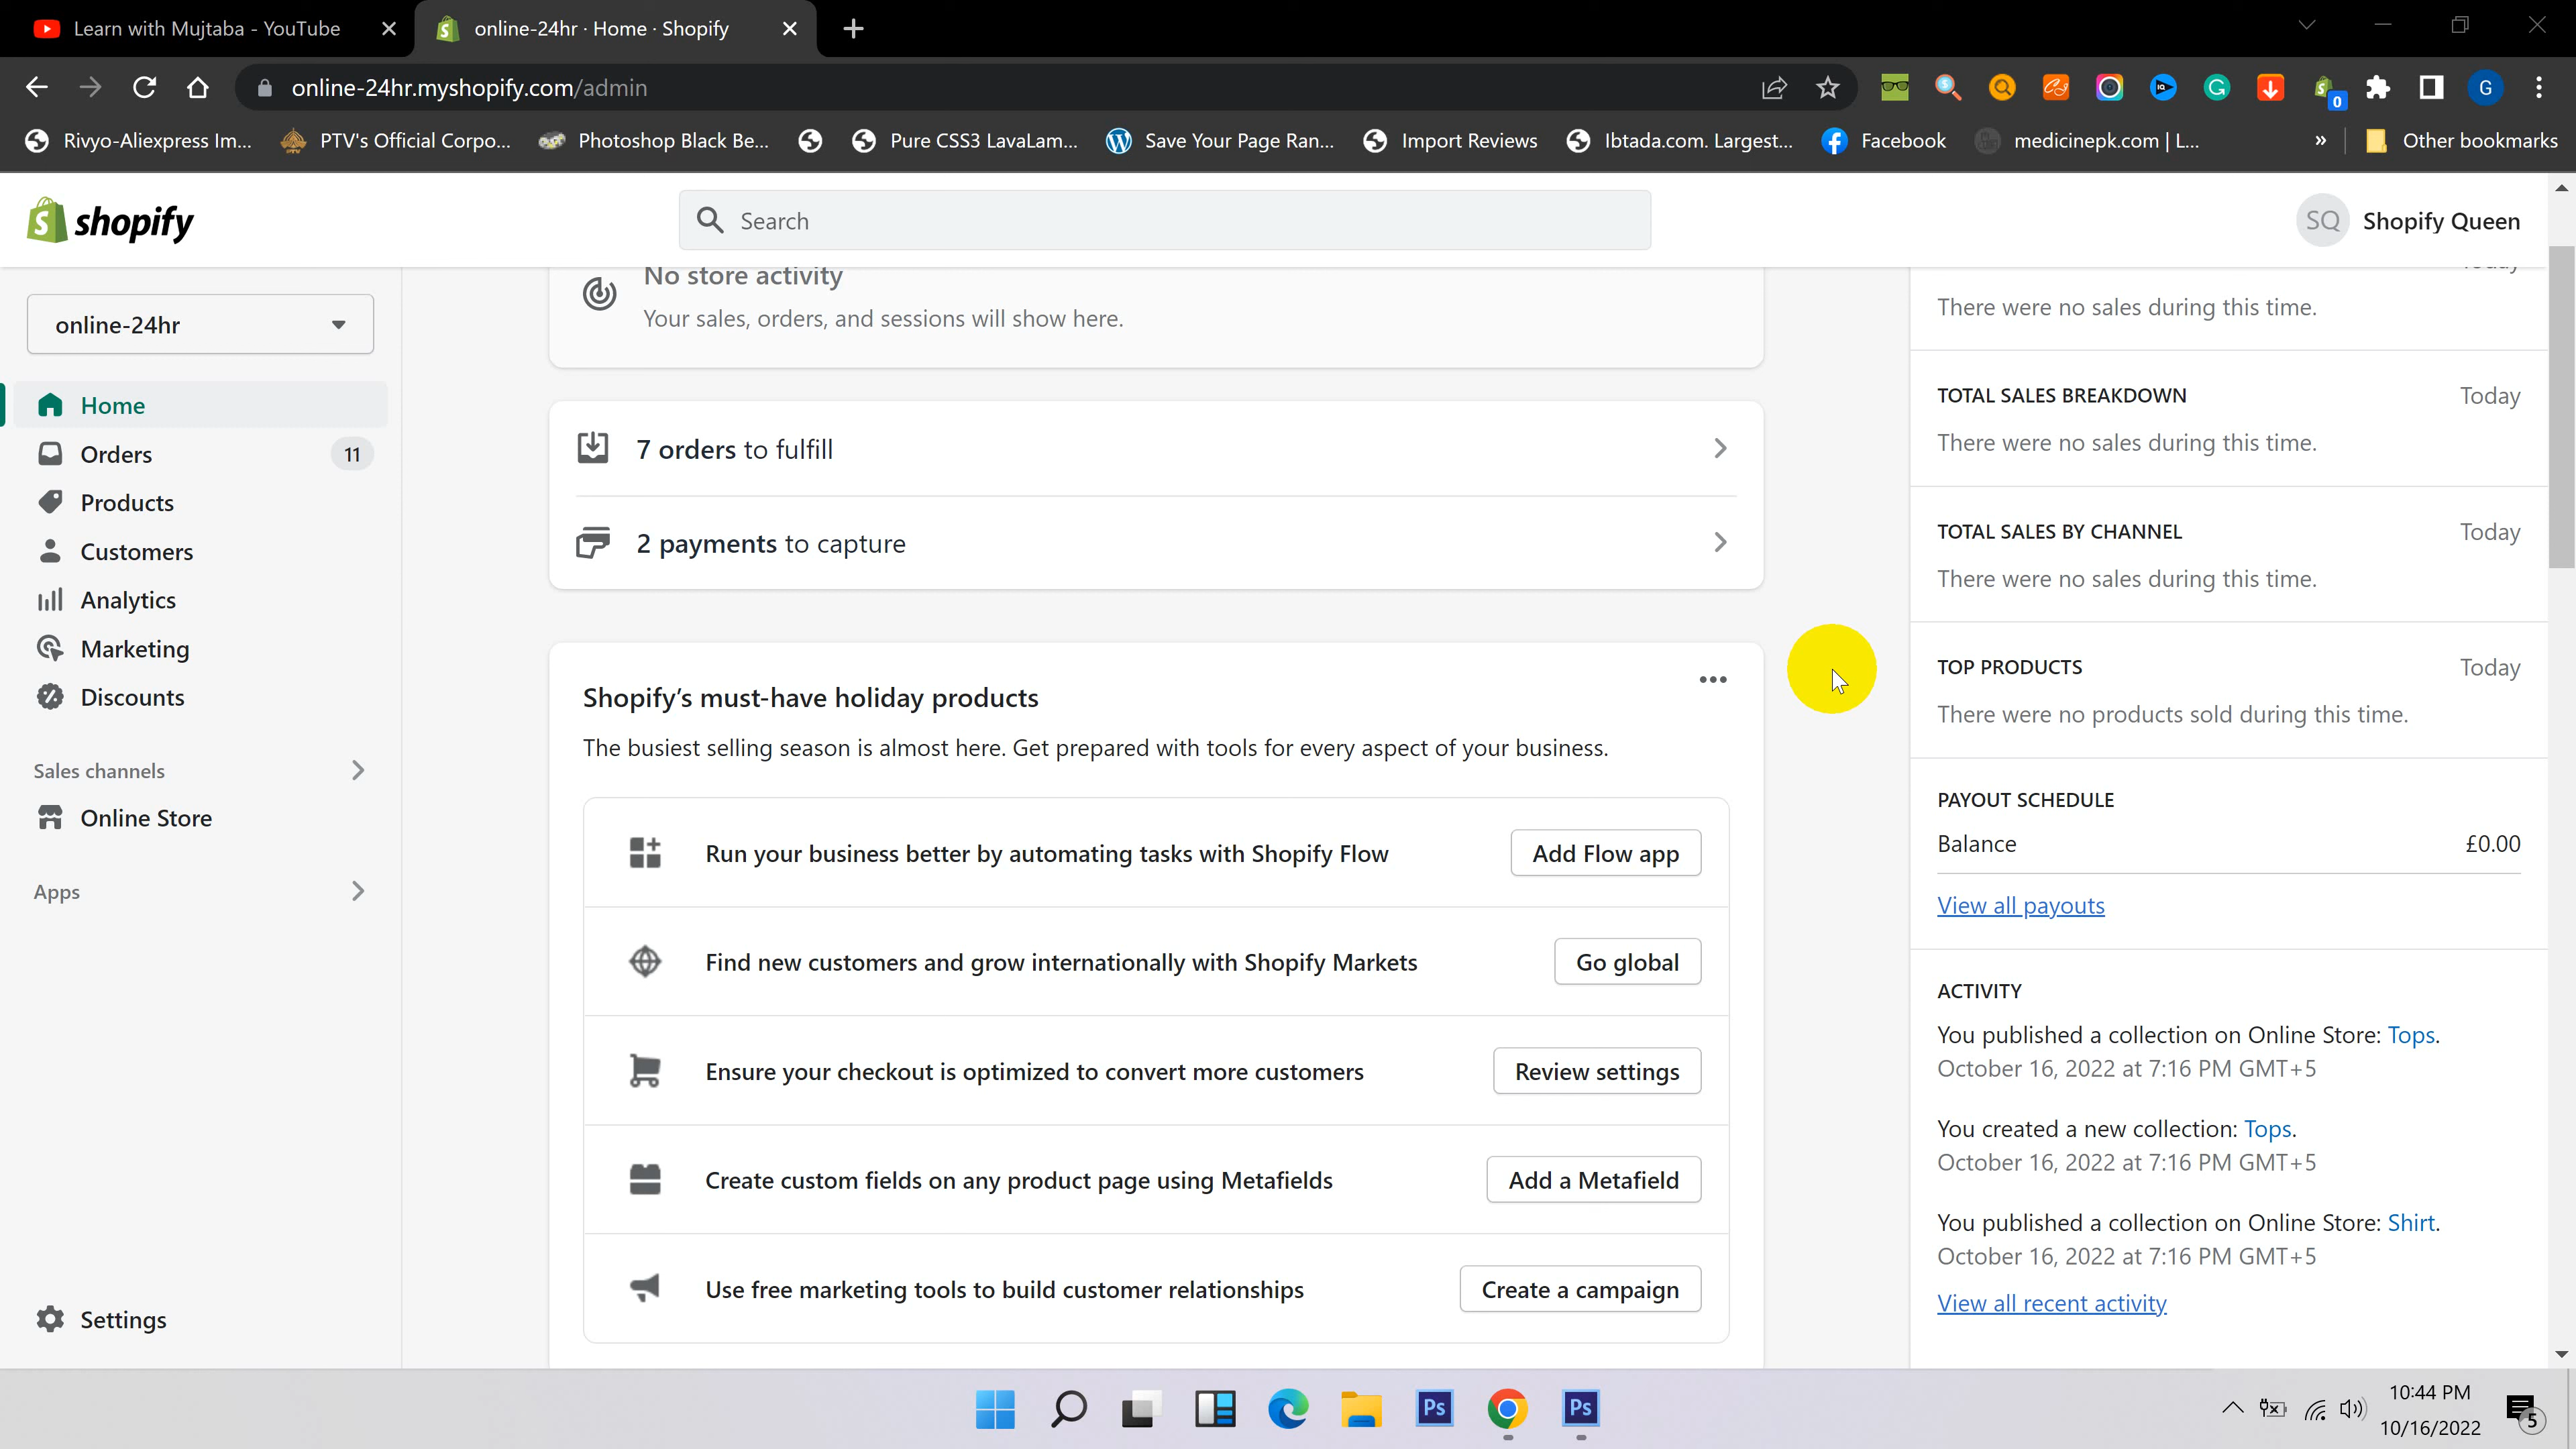 Learn with Mujtaba - YouTube
online-24hr · Home · Shopify
online-24hr.myshopify.com/admin
G
0
Rivyo-Aliexpress Im...
PTV's Official Corpo...
Photoshop Black Be...
Pure CSS3 LavaLam...
Save Your Page Ran...
Import Reviews
Ibtada.com. Largest...
Facebook
medicinepk.com | L...
»
Other bookmarks
shopify
Search
SQ
Shopify Queen
online-24hr
Home
Orders
11
Products
Customers
Analytics
Marketing
Discounts
Sales channels
Online Store
Apps
Settings
No store activity
Your sales, orders, and sessions will show here.
7 orders to fulfill
2 payments to capture
Shopify's must-have holiday products
The busiest selling season is almost here. Get prepared with tools for every aspect of your business.
Run your business better by automating tasks with Shopify Flow
Add Flow app
Find new customers and grow internationally with Shopify Markets
Go global
Ensure your checkout is optimized to convert more customers
Review settings
Create custom fields on any product page using Metafields
Add a Metafield
Use free marketing tools to build customer relationships
Create a campaign
Today
There were no sales during this time.
TOTAL SALES BREAKDOWN
Today
There were no sales during this time.
TOTAL SALES BY CHANNEL
Today
There were no sales during this time.
TOP PRODUCTS
Today
There were no products sold during this time.
PAYOUT SCHEDULE
Balance
£0.00
View all payouts
ACTIVITY
You published a collection on Online Store: Tops.
October 16, 2022 at 7:16 PM GMT+5
You created a new collection: Tops.
October 16, 2022 at 7:16 PM GMT+5
You published a collection on Online Store: Shirt.
October 16, 2022 at 7:16 PM GMT+5
View all recent activity
Ps
Ps
10:44 PM
10/16/2022
5